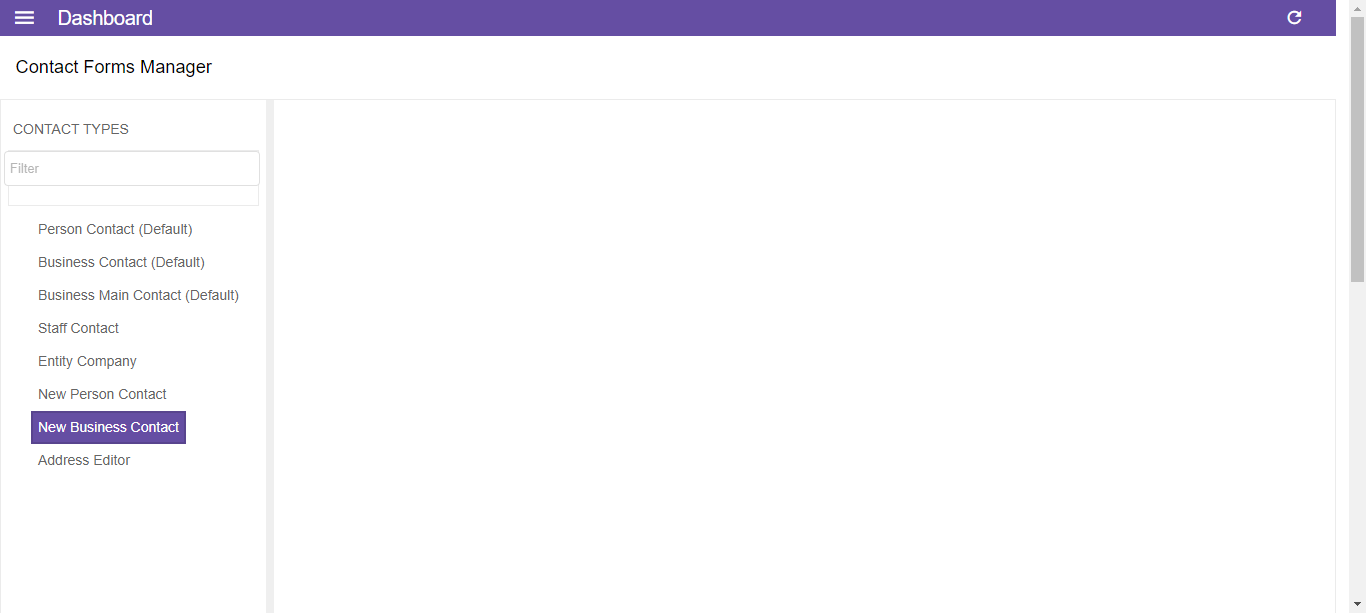 Dashboard
Contact Forms Manager
CONTACT TYPES
Filter
Person Contact (Default)
Business Contact (Default)
Business Main Contact (Default)
Staff Contact
Entity Company
New Person Contact
New Business Contact
Address Editor